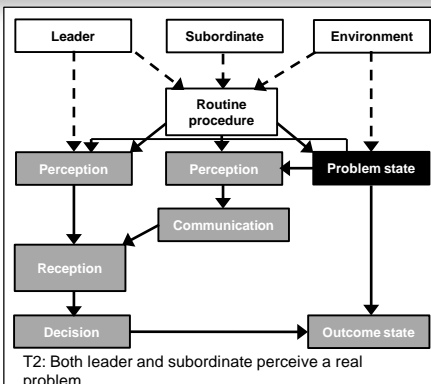 Leader
Subordinate
Environment
Routine
procedure
Perception
Perception
Problem state
Communication
Reception
Decision
Outcome state
T2: Both leader and subordinate perceive a real
problem